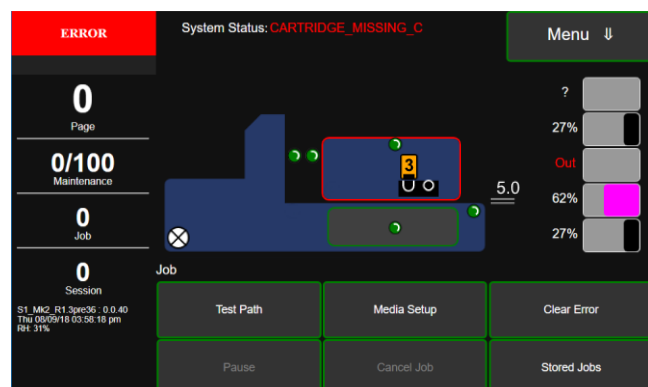 ERROR
System Status: CARTRIDGE_MISSING_C
Menu ⇓
0
Page
0/100
Maintenance
0
Job
0
Session
S1_Mk2_R1.3pre36 : 0.0.40
Thu 08/09/18 03:58:18 pm
RH: 31%
3
5.0
?
27%
Out
62%
27%
Job
Test Path
Media Setup
Clear Error
Pause
Cancel Job
Stored Jobs